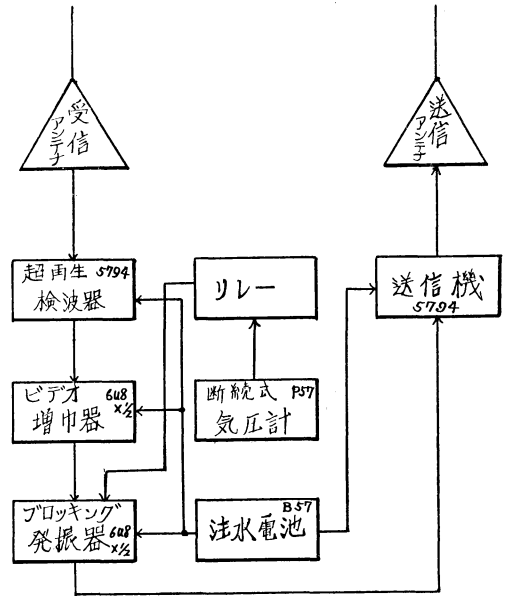 受信
アンテナ
送信
アンテナ
超再生 5794
検波器
リレー
送信機
5794
ビデオ 6U8
増巾器 X1/2
断続式 P57
気圧計
ブロッキング
発振器 6U8
X1/2
B57
注水電池